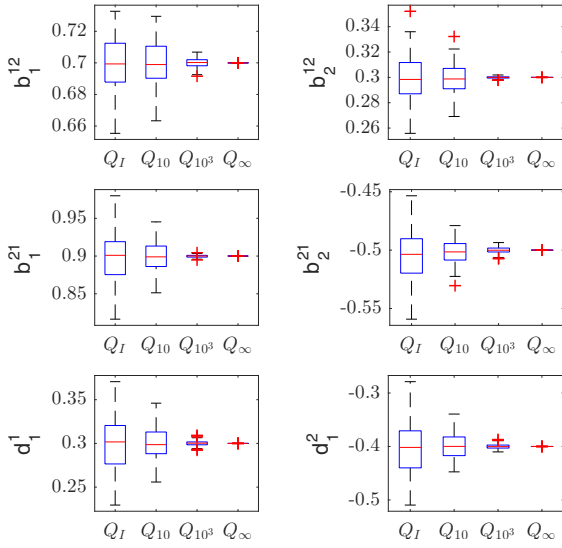 b₁¹²
0.72
0.7
0.68
0.66
Q_I Q_10 Q_10³ Q_∞
b₂¹²
0.34
0.32
0.3
0.28
0.26
Q_I Q_10 Q_10³ Q_∞
b₁²¹
0.95
0.9
0.85
Q_I Q_10 Q_10³ Q_∞
b₂²¹
-0.45
-0.5
-0.55
Q_I Q_10 Q_10³ Q_∞
d₁¹
0.35
0.3
0.25
Q_I Q_10 Q_10³ Q_∞
d₁²
-0.3
-0.4
-0.5
Q_I Q_10 Q_10³ Q_∞